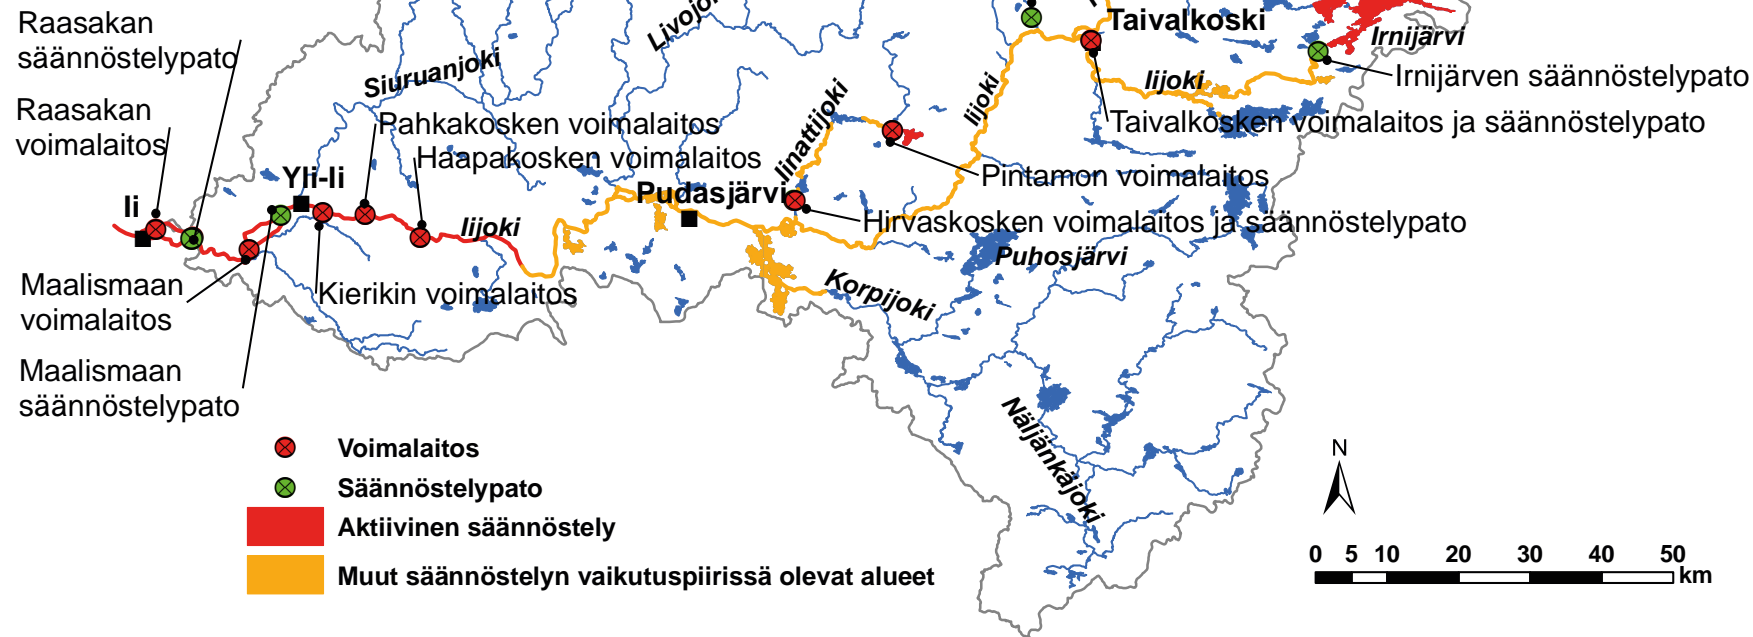 Raasakan
säännöstelypato
Raasakan
voimalaitos
Siuruanjoki
Livojo
Taivalkoski
Irnijärvi
Irnijärven säännöstelypato
Iijoki
Iijoki
Taivalkosken voimalaitos ja säännöstelypato
Iinattijoki
Pahkakosken voimalaitos
Haapakosken voimalaitos
Pintamon voimalaitos
Yli-Ii
Ii
Pudasjärvi
Hirvaskosken voimalaitos ja säännöstelypato
Iijoki
Puhosjärvi
Maalismaan
voimalaitos
Kierikin voimalaitos
Korpijoki
Maalismaan
säännöstelypato
Näljänkäjoki
Voimalaitos
Säännöstelypato
Aktiivinen säännöstely
Muut säännöstelyn vaikutuspiirissä olevat alueet
N
0 5 10 20 30 40 50
km